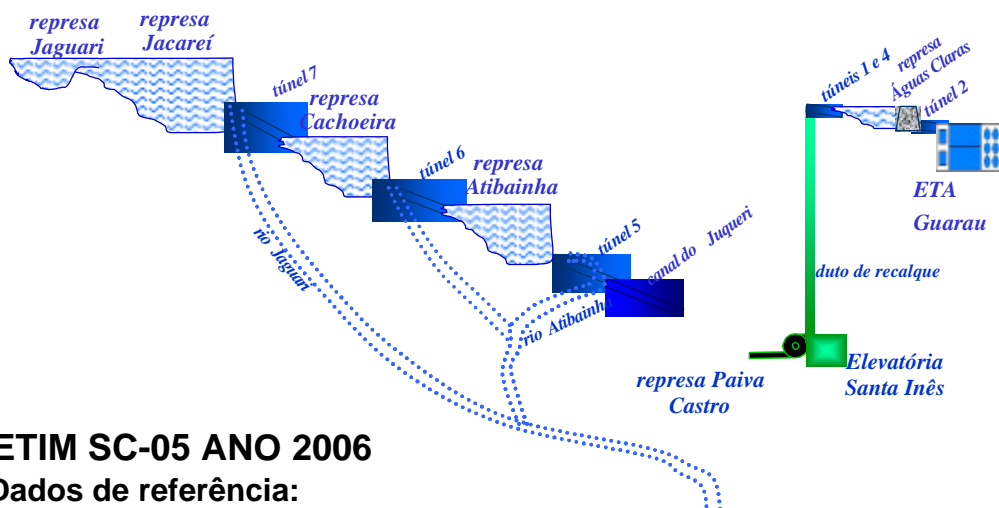 represa
Jaguari
represa
Jacareí
túnel 7
represa
Cachoeira
túnel 6
represa
Atibainha
túnel 5
canal do Juqueri
rio Jaguari
rio Atibainha
túneis 1 e 4
represa
Águas Claras
túnel 2
ETA
Guarau
duto de recalque
represa Paiva
Castro
Elevatória
Santa Inês
ETIM SC-05 ANO 2006
Dados de referência: